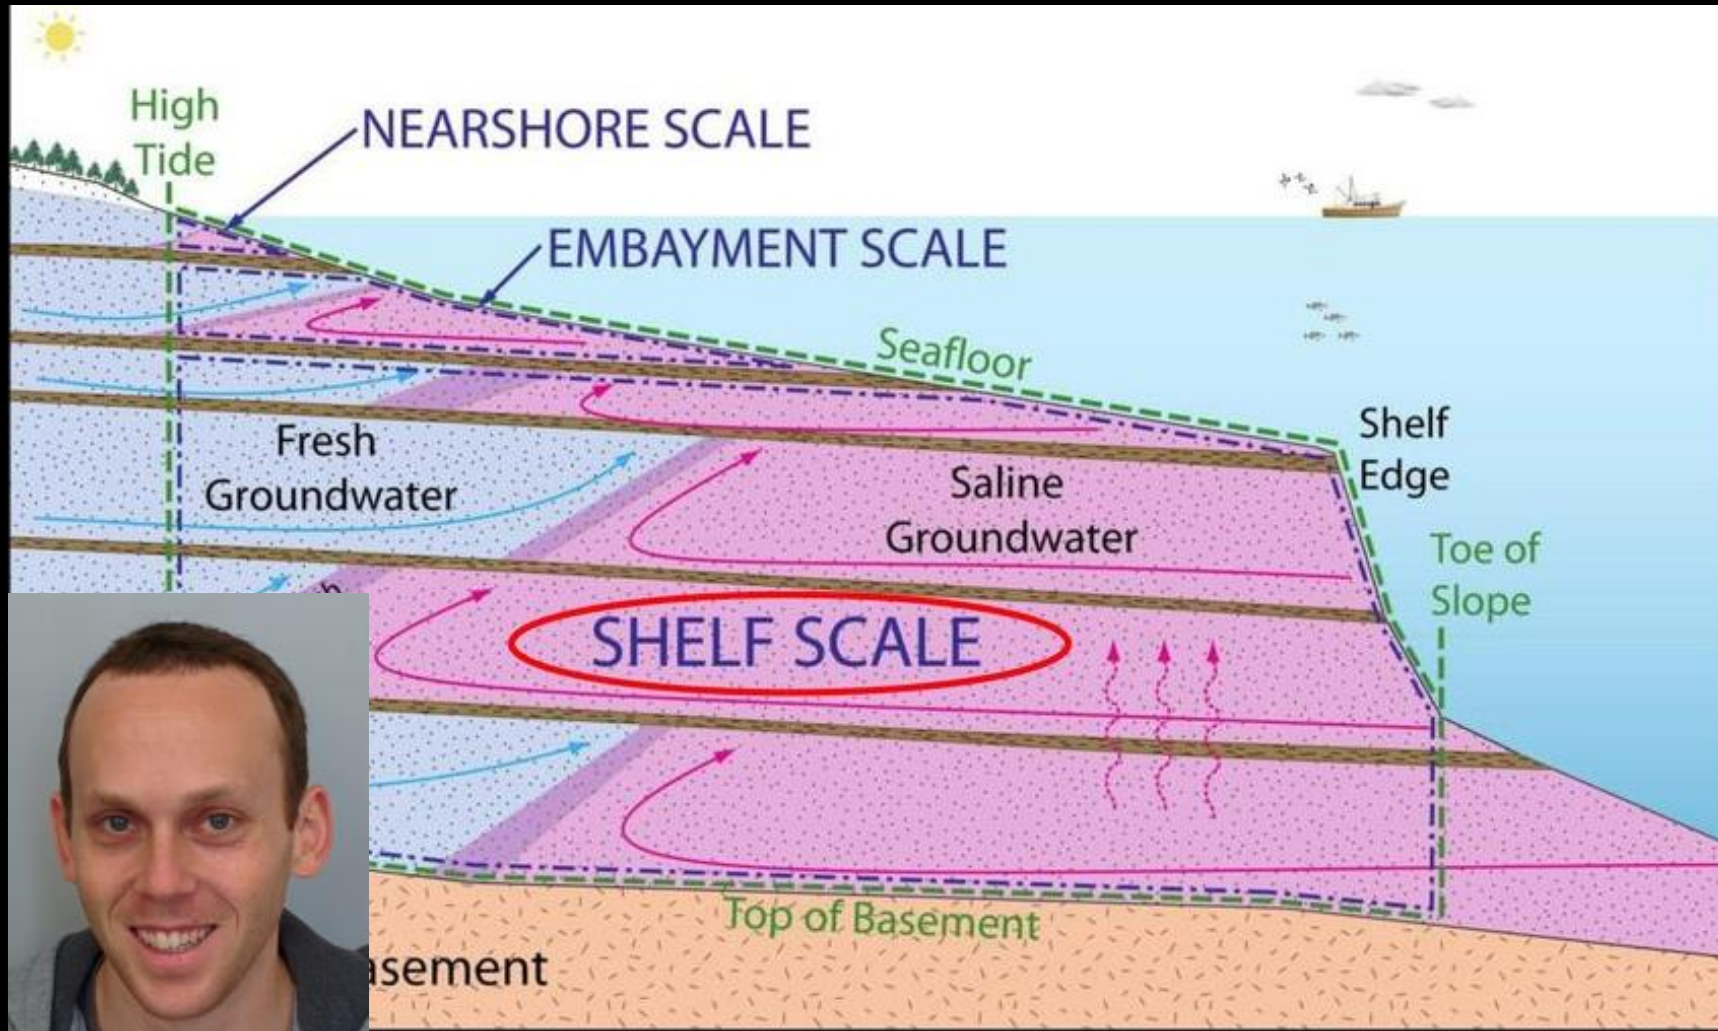 High
Tide
NEARSHORE SCALE
EMBAYMENT SCALE
Seafloor
Shelf
Edge
Fresh
Groundwater
Saline
Groundwater
Toe of
Slope
SHELF SCALE
Top of Basement
asement